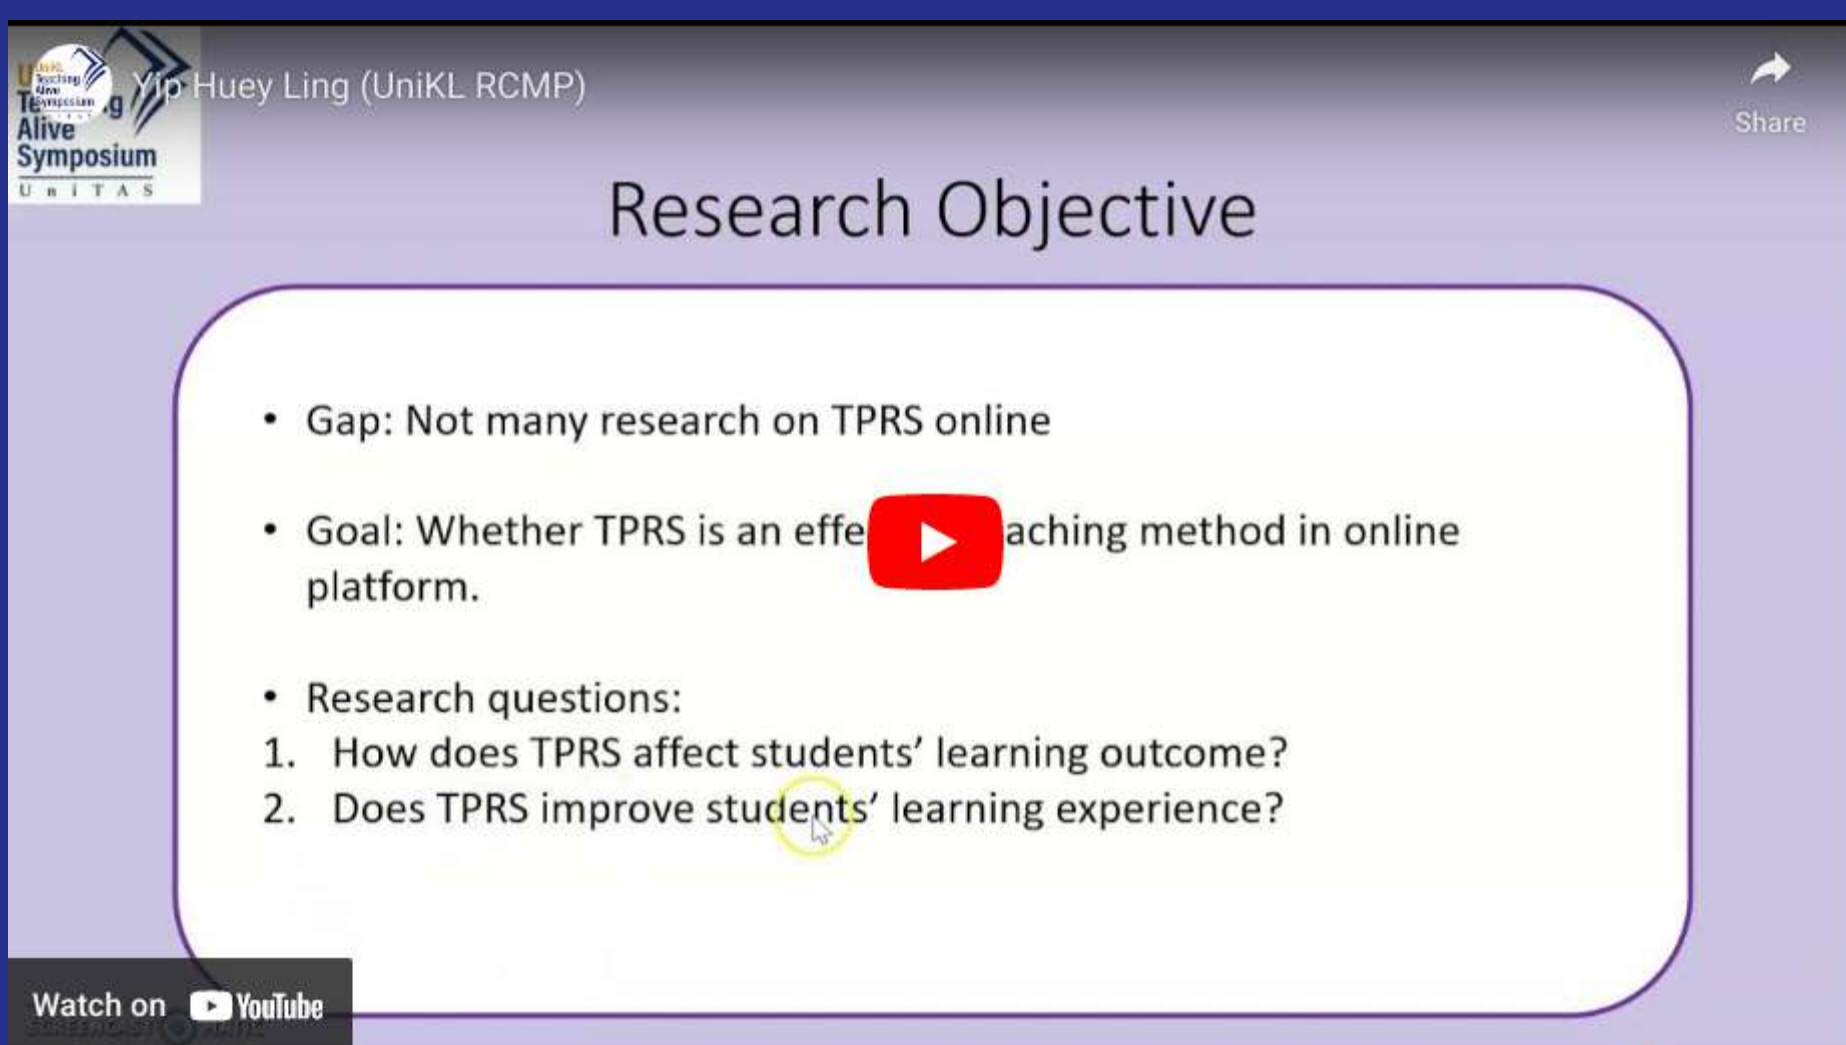 Yip Huey Ling (UniKL RCMP)
Share
Alive
Symposium
UniTAS
Research Objective
• Gap: Not many research on TPRS online
• Goal: Whether TPRS is an effe aching method in online
platform.
• Research questions:
1. How does TPRS affect students’ learning outcome?
2. Does TPRS improve students’ learning experience?
Watch on YouTube